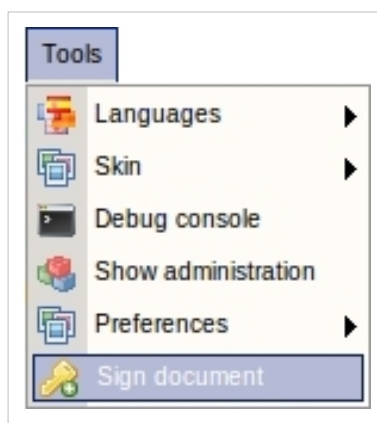 Tools
Languages
Skin
Debug console
Show administration
Preferences
Sign document